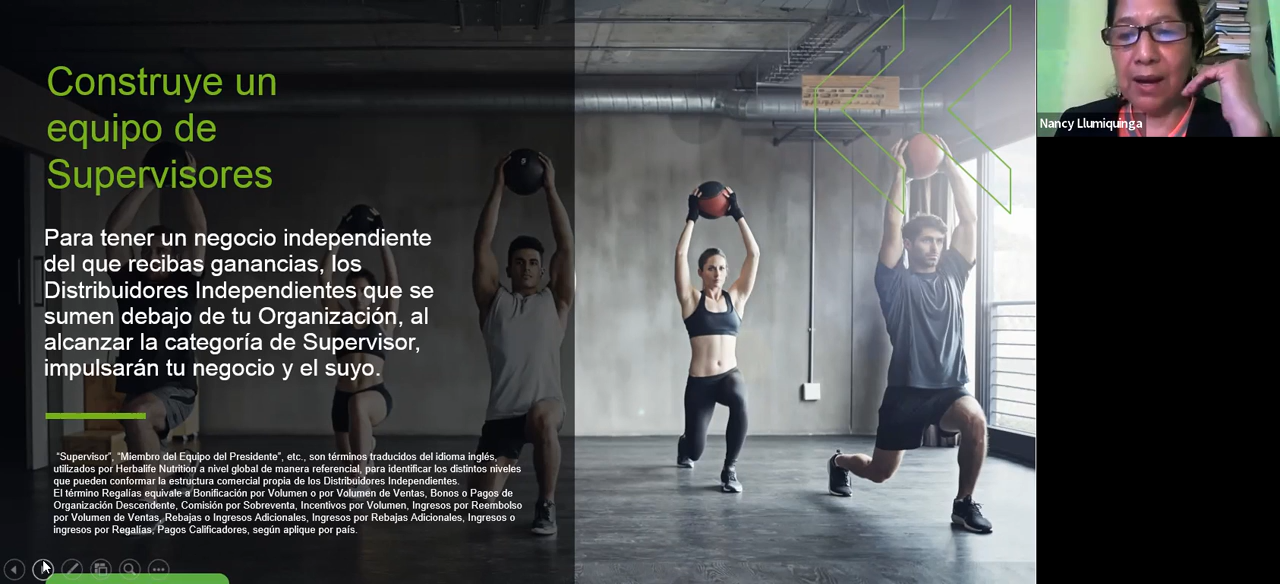 Construye un
equipo de
Supervisores
Para tener un negocio independiente
del que recibas ganancias, los
Distribuidores Independientes que se
sumen debajo de tu Organización, al
alcanzar la categoría de Supervisor,
impulsarán tu negocio y el suyo.
"Supervisor", "Miembro del Equipo del Presidente", etc., son términos traducidos del idioma inglés,
utilizados por Herbalife Nutrition a nivel global de manera referencial, para identificar los distintos niveles
que pueden conformar la estructura comercial propia de los Distribuidores Independientes.
El término Regalías equivale a Bonificación por Volumen o por Volumen de Ventas, Bonos o Pagos de
Organización Descendente, Comisión por Sobreventa, Incentivos por Volumen, Ingresos por Reembolso
por Volumen de Ventas, Rebajas o Ingresos Adicionales, Ingresos por Rebajas Adicionales, Ingresos o
ingresos por Regalías, Pagos Calificadores, según aplique por país.
Nancy Llumiquinga